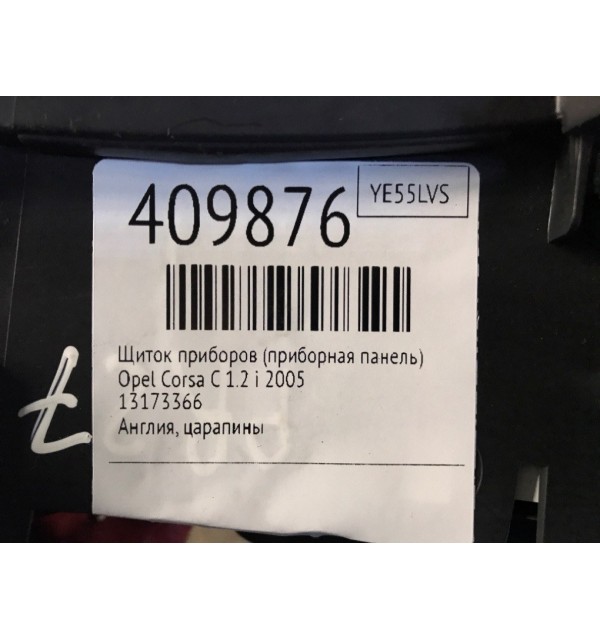 409876
YE55LVS
Щиток приборов (приборная панель)
Opel Corsa C 1.2 i 2005
13173366
Англия, царапины